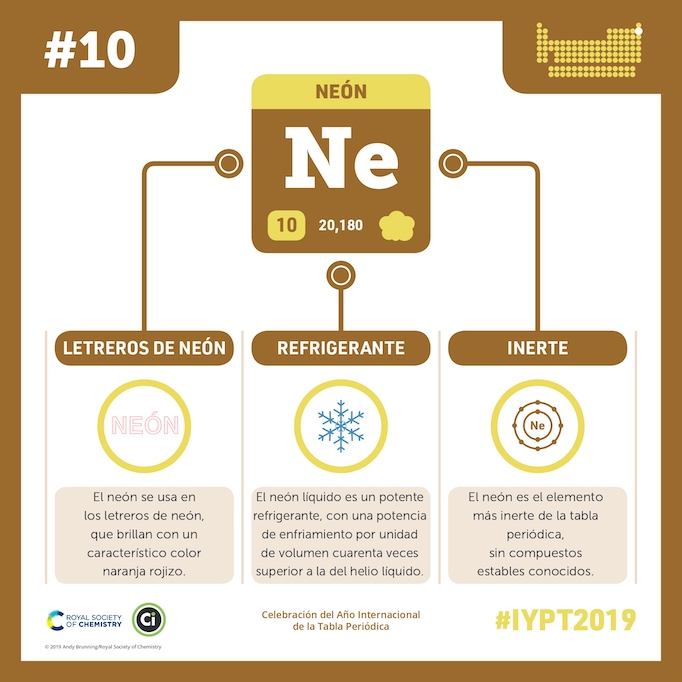 #10
NEÓN
Ne
10
20,180
LETREROS DE NEÓN
REFRIGERANTE
INERTE
NEÓN
Ne
El neón se usa en
los letreros de neón,
que brillan con un
característico color
naranja rojizo.
El neón líquido es un potente
refrigerante, con una potencia
de enfriamiento por unidad
de volumen cuarenta veces
superior a la del helio líquido.
El neón es el elemento
más inerte de la tabla
periódica,
sin compuestos
estables conocidos.
ROYAL SOCIETY
OF CHEMISTRY
Ci
Celebración del Año Internacional
de la Tabla Periódica
#IYPT2019
© 2019 Andy Brunning/Royal Society of Chemistry